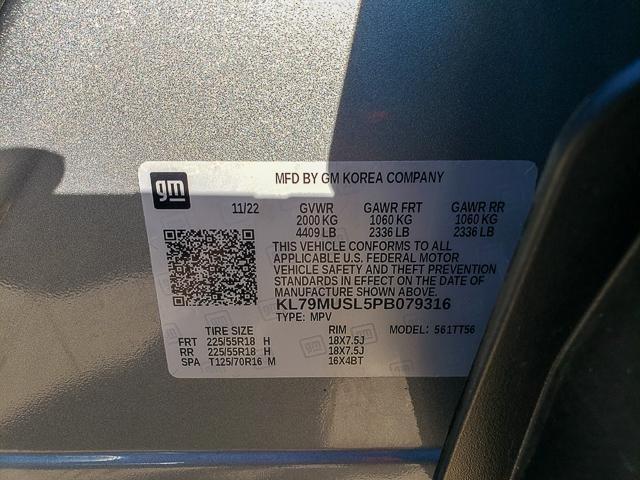 gm
MFD BY GM KOREA COMPANY
11/22 GVWR GAWR FRT GAWR RR
2000 KG 1060 KG 1060 KG
4409 LB 2336 LB 2336 LB
THIS VEHICLE CONFORMS TO ALL
APPLICABLE U.S. FEDERAL MOTOR
VEHICLE SAFETY AND THEFT PREVENTION
STANDARDS IN EFFECT ON THE DATE OF
MANUFACTURE SHOWN ABOVE.
KL79MUSL5PB079316
TYPE: MPV
TIRE SIZE RIM MODEL: 561TT56
FRT 225/55R18 H 18X7.5J
RR 225/55R18 H 18X7.5J
SPA T125/70R16 M 16X4BT